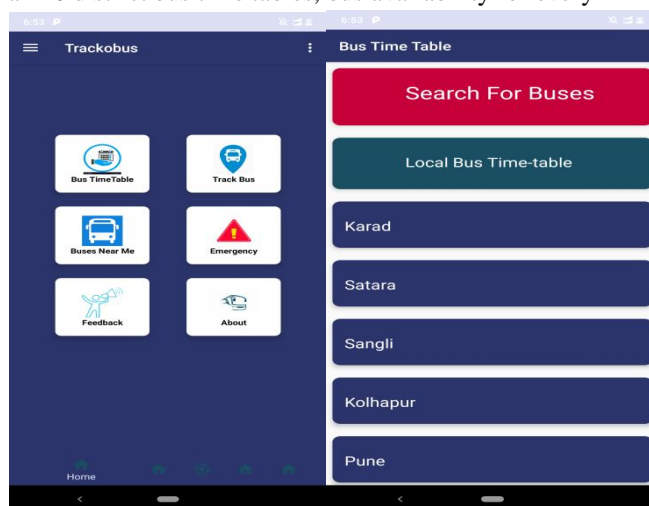 6:53
Trackobus
Bus TimeTable
Track Bus
Buses Near Me
Emergency
Feedback
About
Home
6:53
Bus Time Table
Search For Buses
Local Bus Time-table
Karad
Satara
Sangli
Kolhapur
Pune